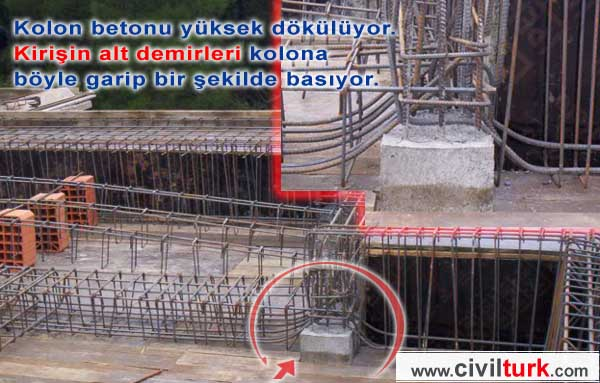 Kolon betonu yüksek dökülüyor.
Kirişin alt demirleri kolona
böyle garip bir şekilde basıyor.
www.civilturk.com